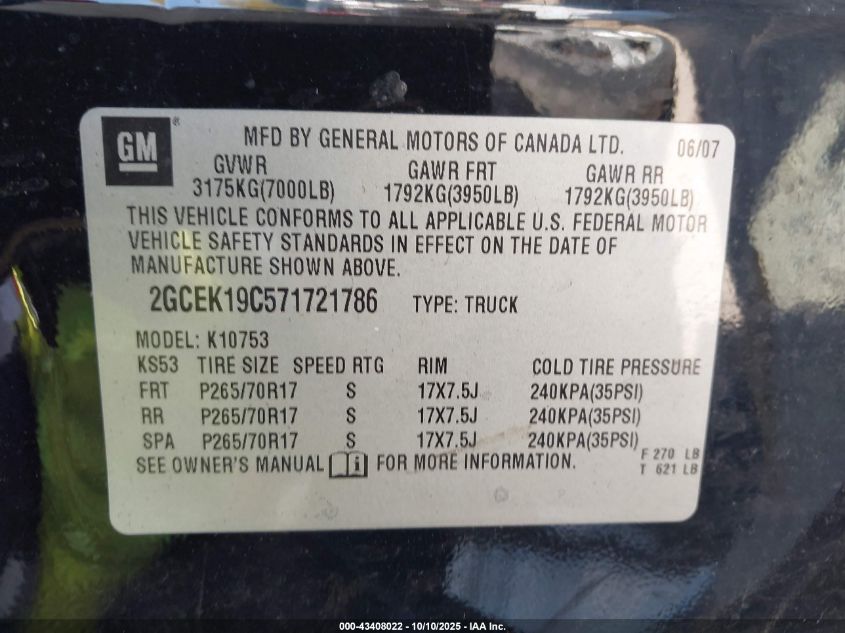 GM ®
MFD BY GENERAL MOTORS OF CANADA LTD. 06/07
GVWR GAWR FRT GAWR RR
3175KG(7000LB) 1792KG(3950LB) 1792KG(3950LB)
THIS VEHICLE CONFORMS TO ALL APPLICABLE U.S. FEDERAL MOTOR
VEHICLE SAFETY STANDARDS IN EFFECT ON THE DATE OF
MANUFACTURE SHOWN ABOVE.
2GCEK19C571721786 TYPE: TRUCK
MODEL: K10753
KS53 TIRE SIZE SPEED RTG RIM COLD TIRE PRESSURE
FRT P265/70R17 S 17X7.5J 240KPA(35PSI)
RR P265/70R17 S 17X7.5J 240KPA(35PSI)
SPA P265/70R17 S 17X7.5J 240KPA(35PSI)
SEE OWNER'S MANUAL i FOR MORE INFORMATION.
F 270 LB
T 621 LB
000-43408022 - 10/10/2025 - IAA Inc.